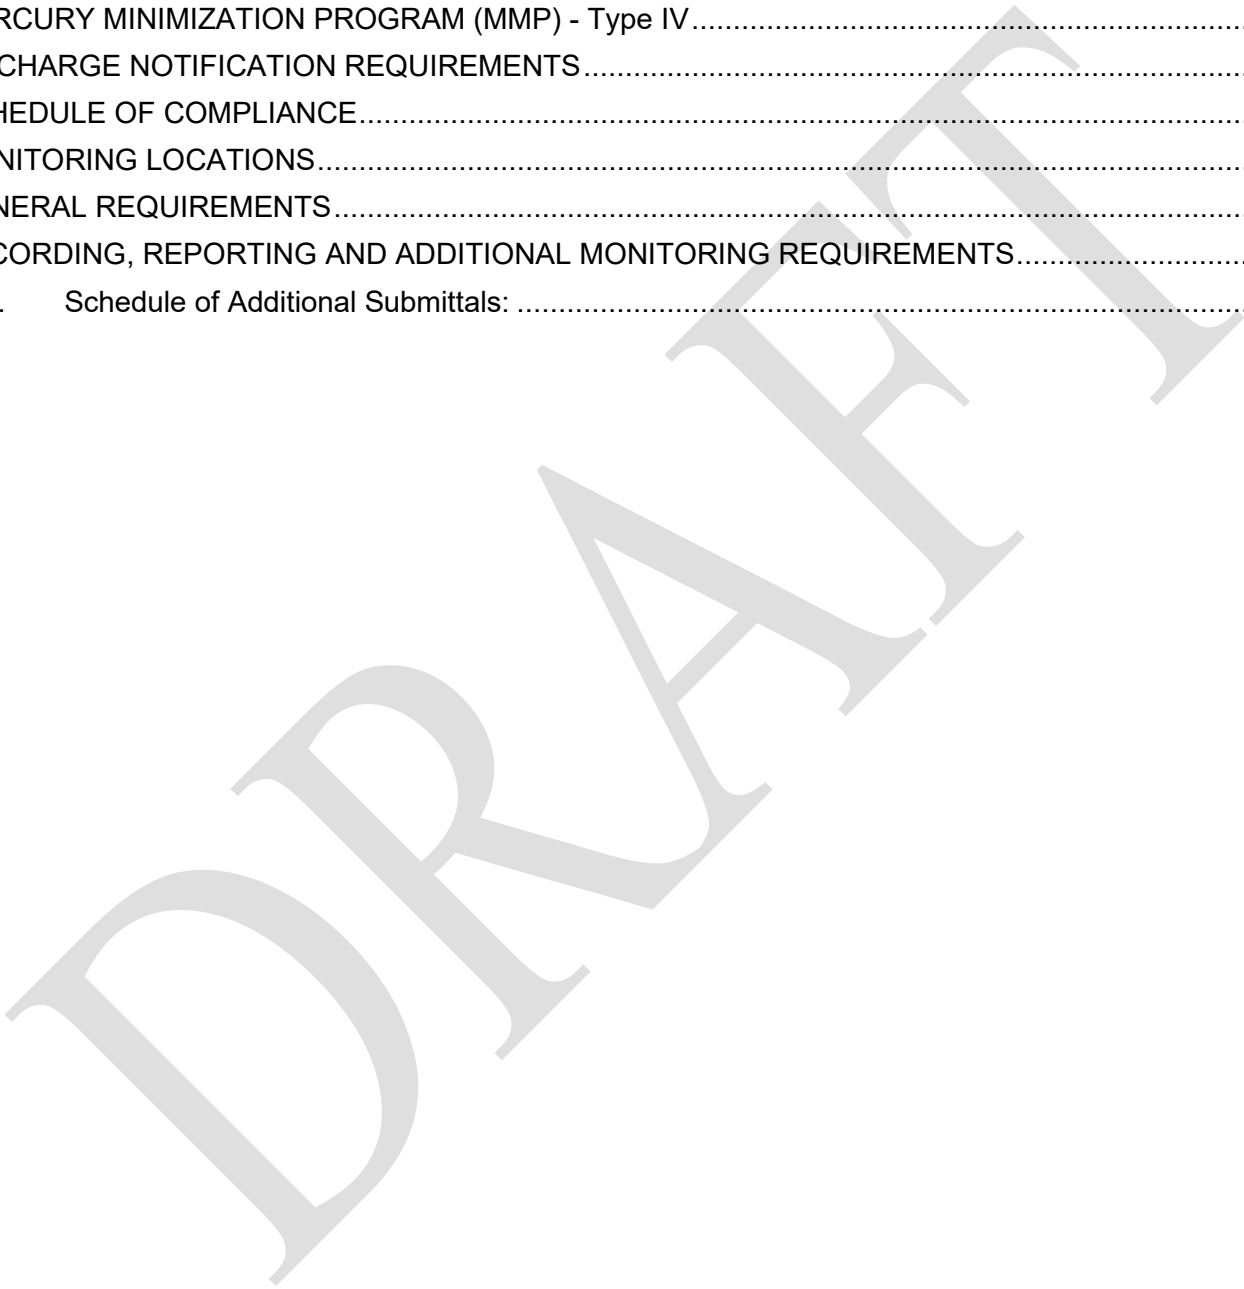 RCURY MINIMIZATION PROGRAM (MMP) - Type IV........................................................................
CHARGE NOTIFICATION REQUIREMENTS........................................................................
HEDULE OF COMPLIANCE........................................................................
NITORING LOCATIONS........................................................................
NERAL REQUIREMENTS........................................................................
CORDING, REPORTING AND ADDITIONAL MONITORING REQUIREMENTS............................
. Schedule of Additional Submittals: ........................................................................
DRAFT